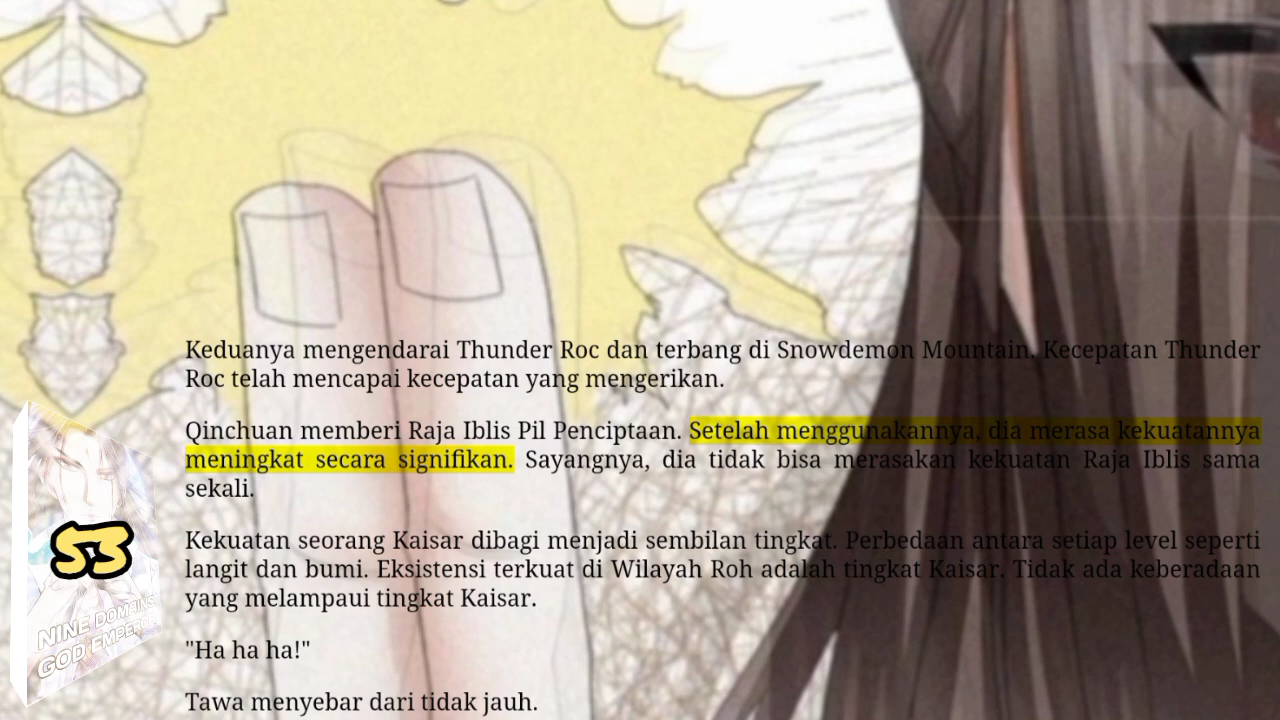 Keduanya mengendarai Thunder Roc dan terbang di Snowdemon Mountain. Kecepatan Thunder
Roc telah mencapai kecepatan yang mengerikan.
Qinchuan memberi Raja Iblis Pil Penciptaan. Setelah menggunakannya, dia merasa kekuatannya
meningkat secara signifikan. Sayangnya, dia tidak bisa merasakan kekuatan Raja Iblis sama
sekali.
Kekuatan seorang Kaisar dibagi menjadi sembilan tingkat. Perbedaan antara setiap level seperti
langit dan bumi. Eksistensi terkuat di Wilayah Roh adalah tingkat Kaisar. Tidak ada keberadaan
yang melampaui tingkat Kaisar.
"Ha ha ha!"
Tawa menyebar dari tidak jauh.
53
NINE DOMAINS
GOD EMPEROR